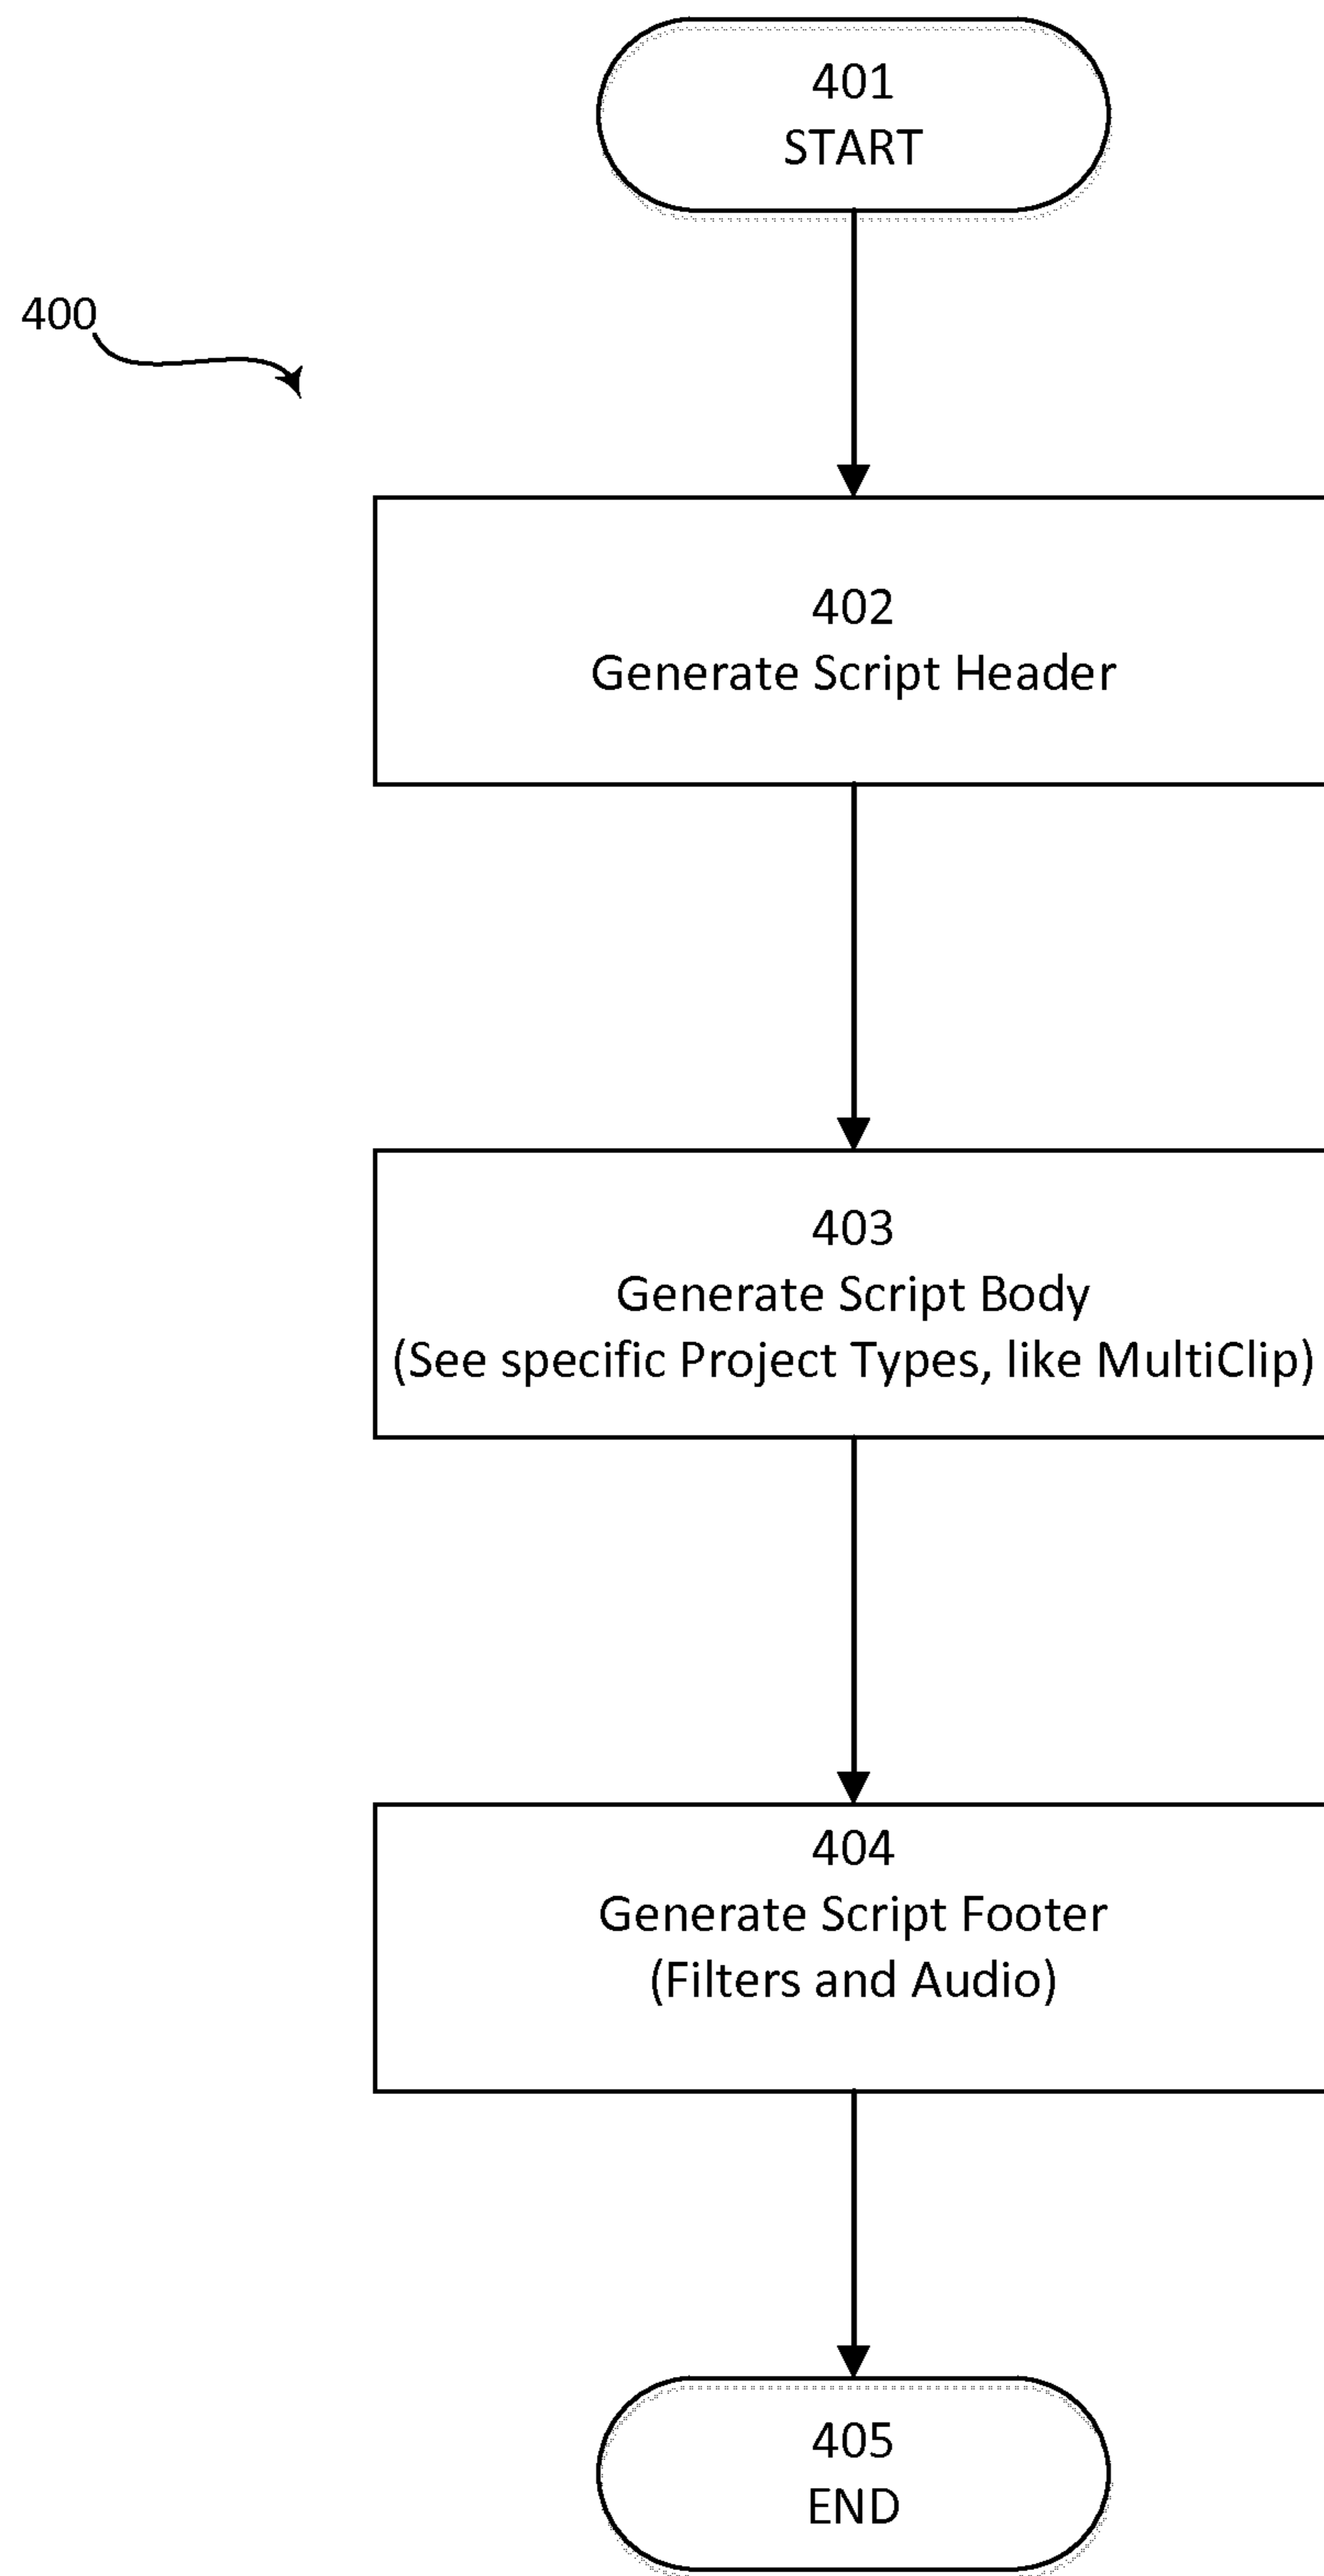 401
START
400
402
Generate Script Header
403
Generate Script Body
(See specific Project Types, like MultiClip)
404
Generate Script Footer
(Filters and Audio)
405
END